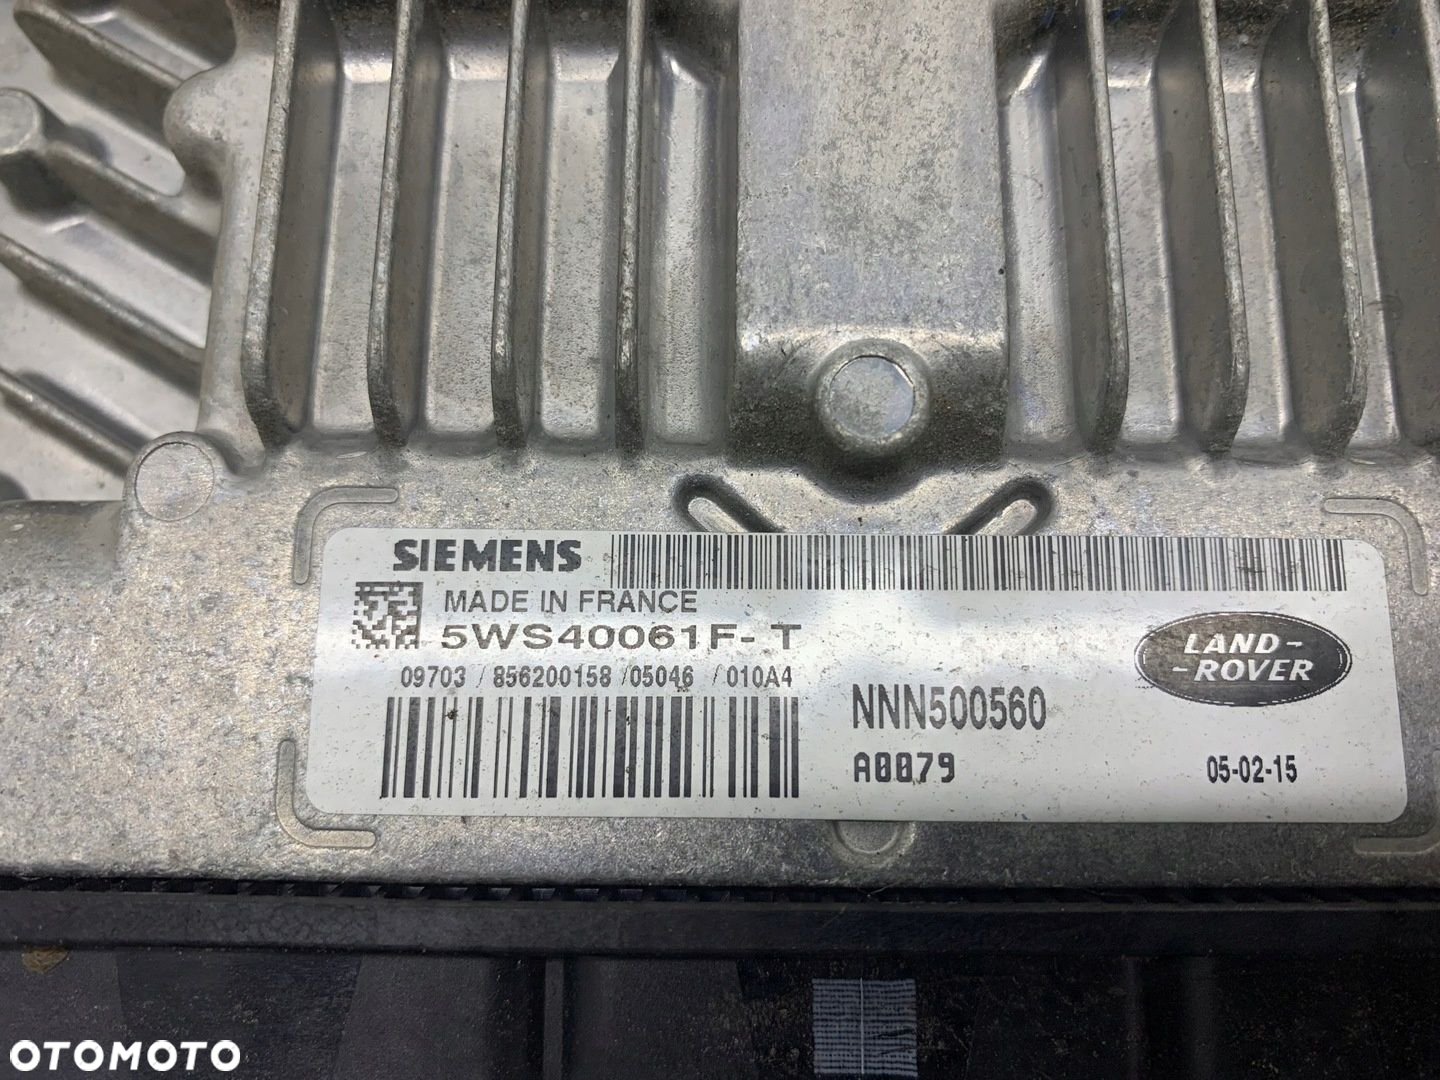 SIEMENS
MADE IN FRANCE
5WS40061F-T
09703 / 856200158 / 05046 / 010A4
NNN500560
A0079
LAND-
-ROVER
05-02-15
OTOMOTO